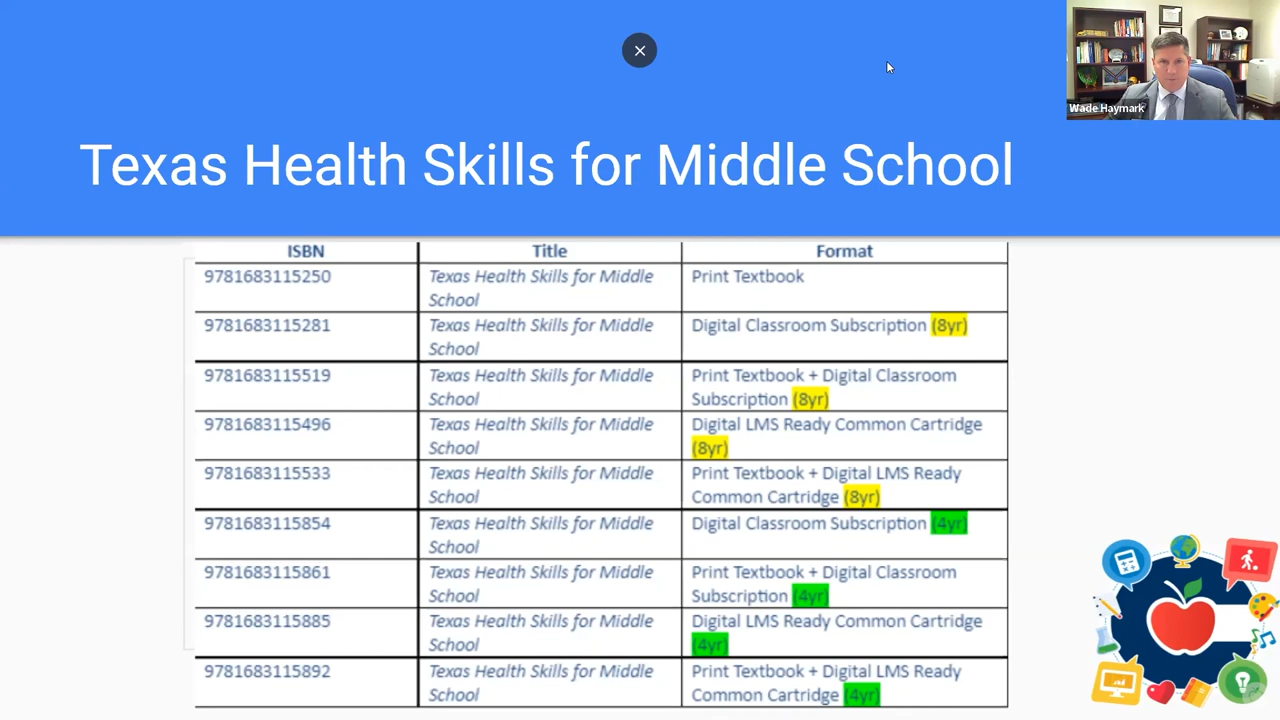 Wade Haymark
Texas Health Skills for Middle School
ISBN Title Format
9781683115250 Texas Health Skills for Middle Print Textbook
School
9781683115281 Texas Health Skills for Middle Digital Classroom Subscription (8yr)
School
9781683115519 Texas Health Skills for Middle Print Textbook + Digital Classroom
School Subscription (8yr)
9781683115496 Texas Health Skills for Middle Digital LMS Ready Common Cartridge
School (8yr)
9781683115533 Texas Health Skills for Middle Print Textbook + Digital LMS Ready
School Common Cartridge (8yr)
9781683115854 Texas Health Skills for Middle Digital Classroom Subscription (4yr)
School
9781683115861 Texas Health Skills for Middle Print Textbook + Digital Classroom
School Subscription (4yr)
9781683115885 Texas Health Skills for Middle Digital LMS Ready Common Cartridge
School (4yr)
9781683115892 Texas Health Skills for Middle Print Textbook + Digital LMS Ready
School Common Cartridge (4yr)